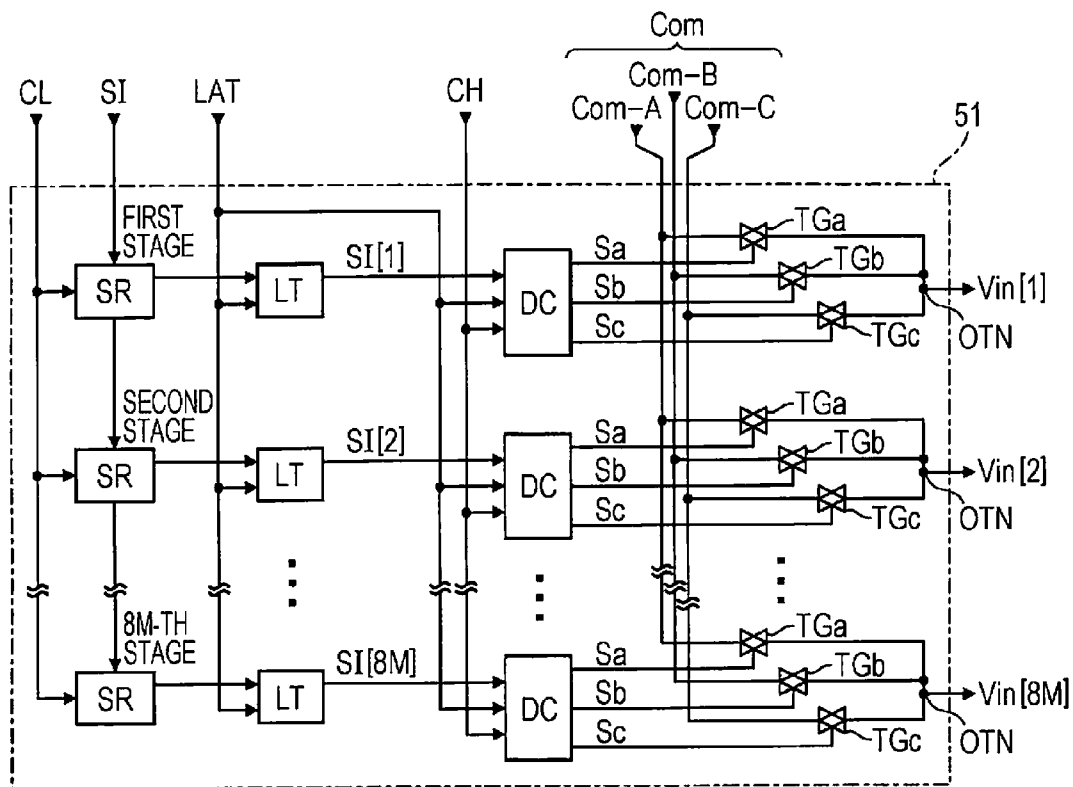 Com
CL SI LAT CH Com-B
Com-A Com-C
51
FIRST
STAGE
SR
LT
SI[1]
DC
Sa
Sb
Sc
TGa
TGb
TGc
Vin[1]
OTN
SECOND
STAGE
SR
LT
SI[2]
DC
Sa
Sb
Sc
TGa
TGb
TGc
Vin[2]
OTN
8M-TH
STAGE
SR
LT
SI[8M]
DC
Sa
Sb
Sc
TGa
TGb
TGc
Vin[8M]
OTN